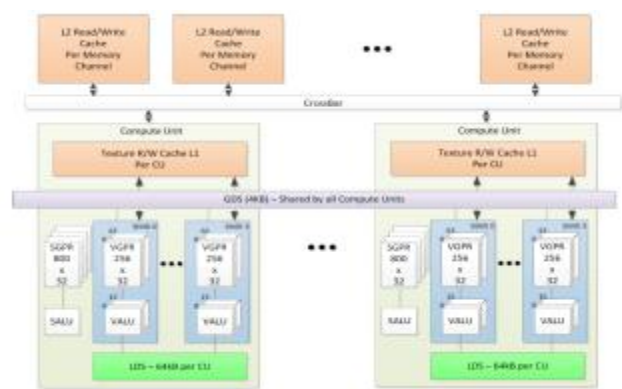 L2 Read/Write
Cache
Per Memory
Channel
L2 Read/Write
Cache
Per Memory
Channel
L2 Read/Write
Cache
Per Memory
Channel
Crossbar
Compute Unit
Texture R/W Cache L1
Per CU
Compute Unit
Texture R/W Cache L1
Per CU
GDS (4KB) – Shared by all Compute Units
SGPR
800
x
32
VGPR
256
x
32
VGPR
256
x
32
SALU
VALU
VALU
LDS – 64kB per CU
SGPR
800
x
32
VGPR
256
x
32
VGPR
256
x
32
SALU
VALU
VALU
LDS – 64kB per CU